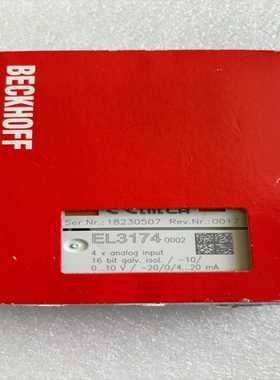 BECKHOFF
Ser.Nr.: 18230507 Rev.Nr.: 0017
EL3174 0002
4 x analog input
16 bit galv. isol. / -10/
0...10 V / -20/0/4...20 mA